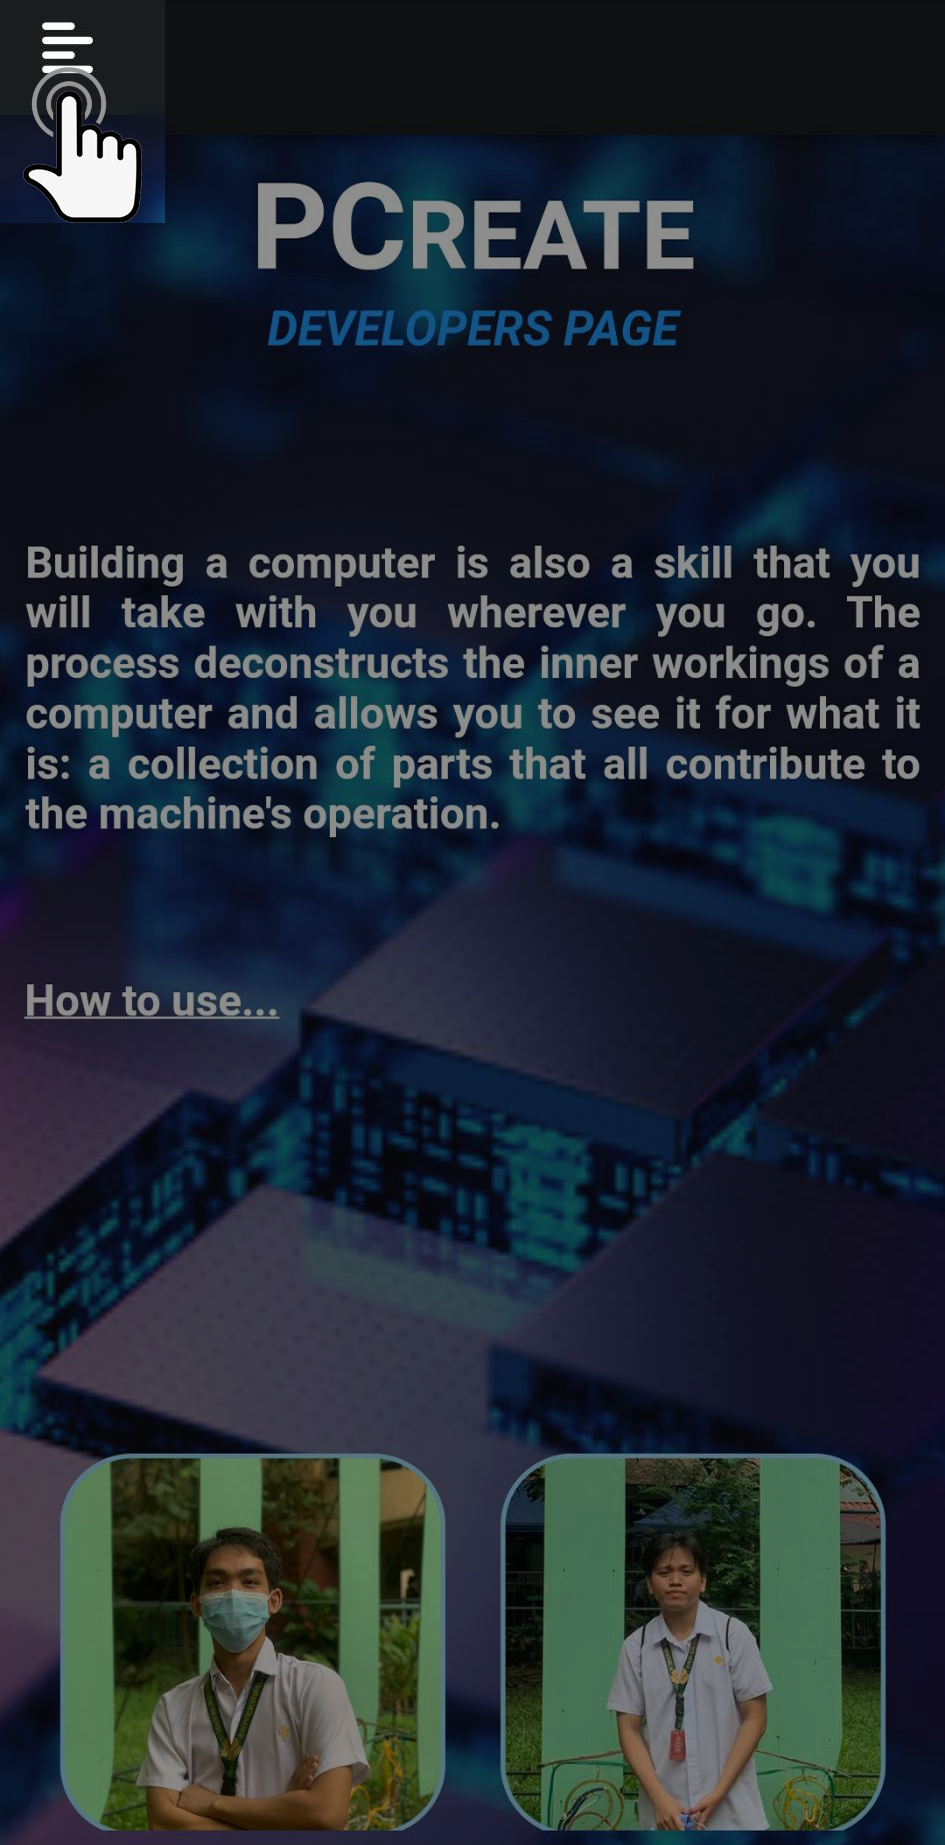 PCREATE
DEVELOPERS PAGE
Building a computer is also a skill that you
will take with you wherever you go. The
process deconstructs the inner workings of a
computer and allows you to see it for what it
is: a collection of parts that all contribute to
the machine's operation.
How to use...